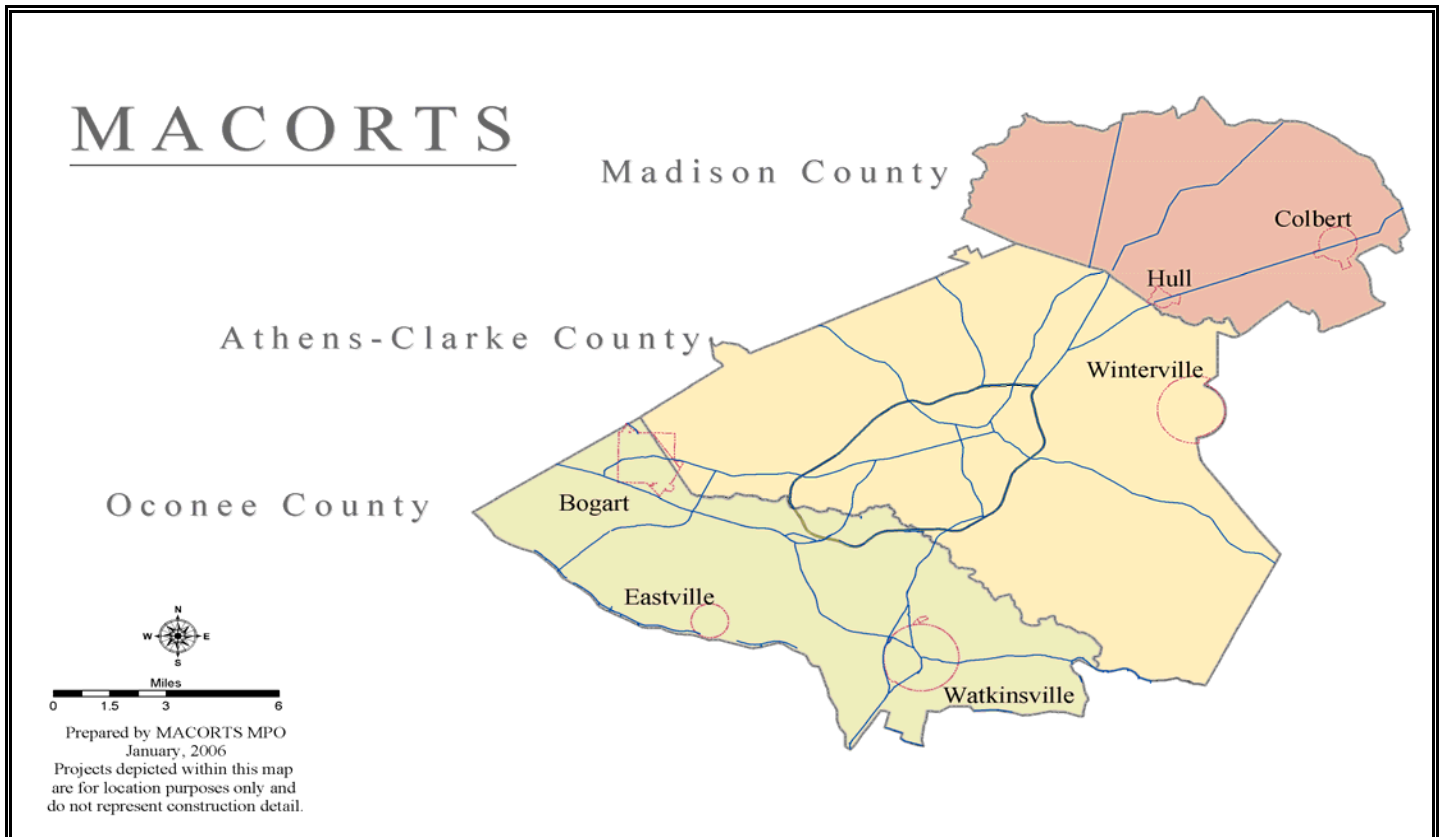 MACORTS
Madison County
Colbert
Hull
Athens-Clarke County
Winterville
Oconee County
Bogart
Eastville
Watkinsville
N
W E
S
Miles
0 1.5 3 6
Prepared by MACORTS MPO
January, 2006
Projects depicted within this map
are for location purposes only and
do not represent construction detail.